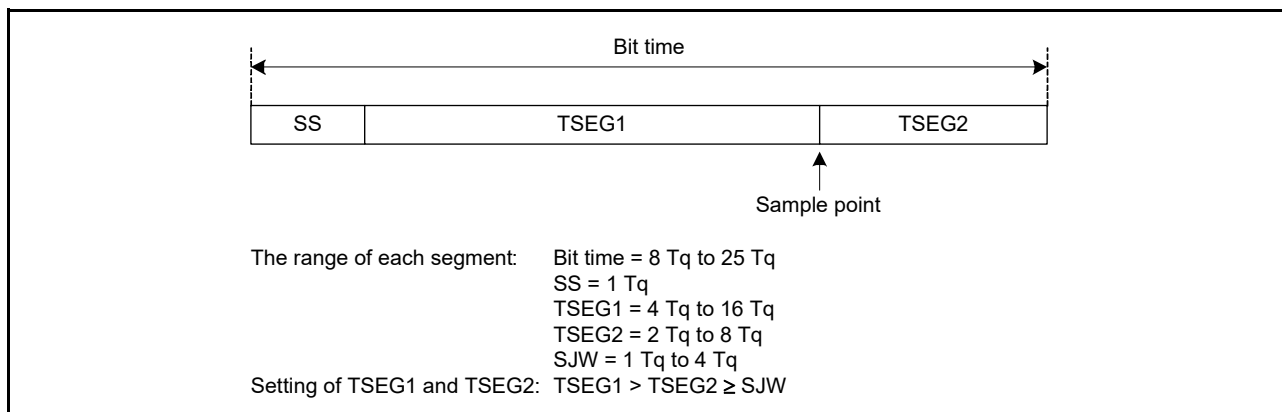 Bit time
SS TSEG1 TSEG2
Sample point
The range of each segment: Bit time = 8 Tq to 25 Tq
SS = 1 Tq
TSEG1 = 4 Tq to 16 Tq
TSEG2 = 2 Tq to 8 Tq
SJW = 1 Tq to 4 Tq
Setting of TSEG1 and TSEG2: TSEG1 > TSEG2 ≥ SJW